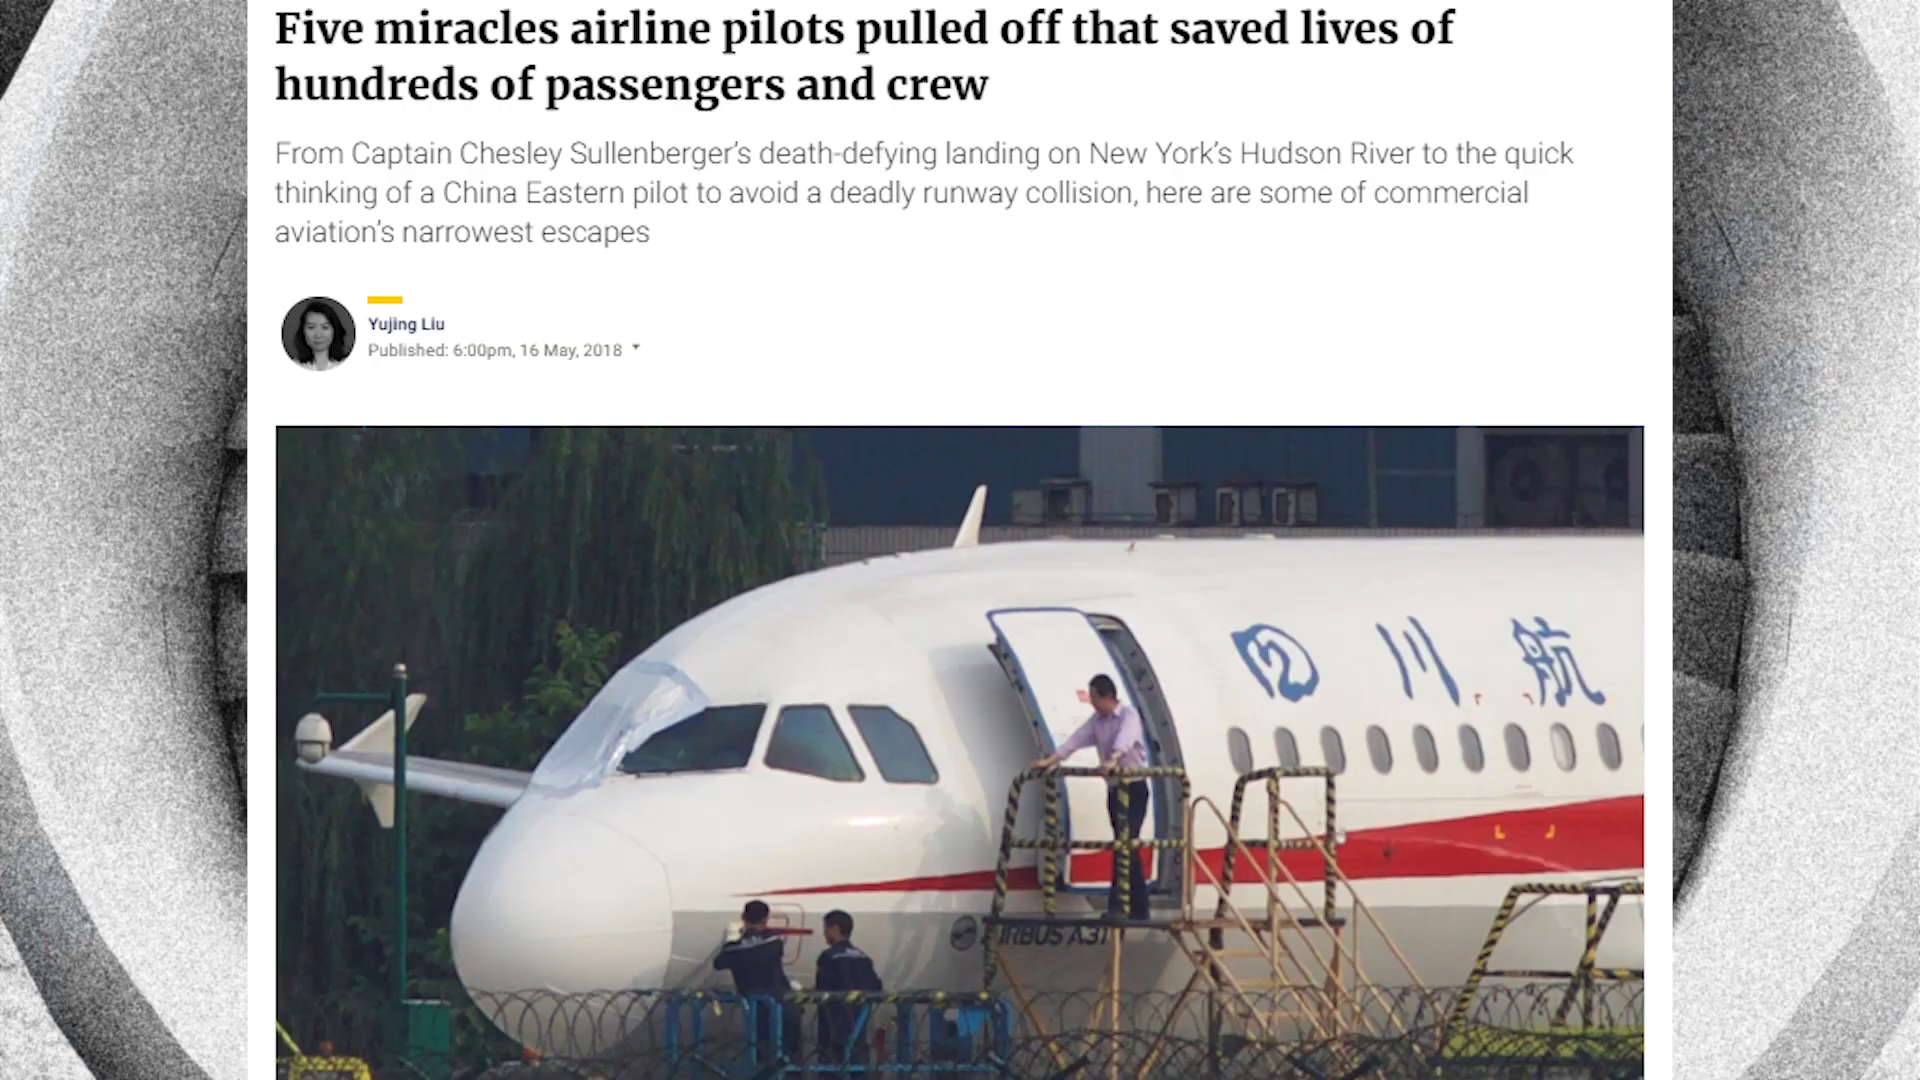 Five miracles airline pilots pulled off that saved lives of
hundreds of passengers and crew
From Captain Chesley Sullenberger’s death-defying landing on New York’s Hudson River to the quick
thinking of a China Eastern pilot to avoid a deadly runway collision, here are some of commercial
aviation’s narrowest escapes
Yujing Liu
Published: 6:00pm, 16 May, 2018
四川航
AIRBUS A31